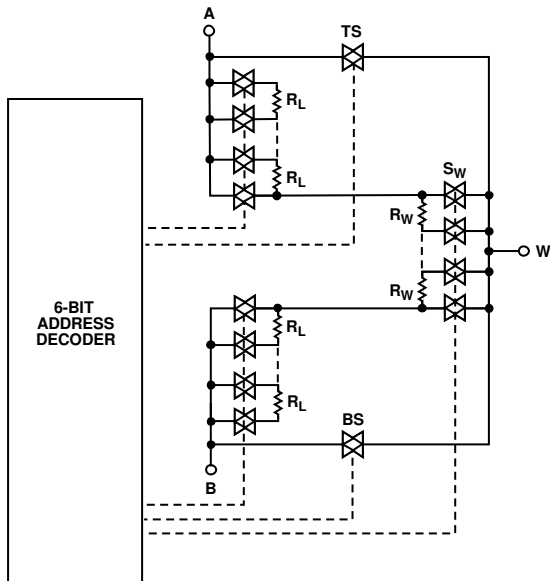 A
TS
R_L
R_L
S_W
R_W
W
R_W
6-BIT
ADDRESS
DECODER
R_L
R_L
BS
B